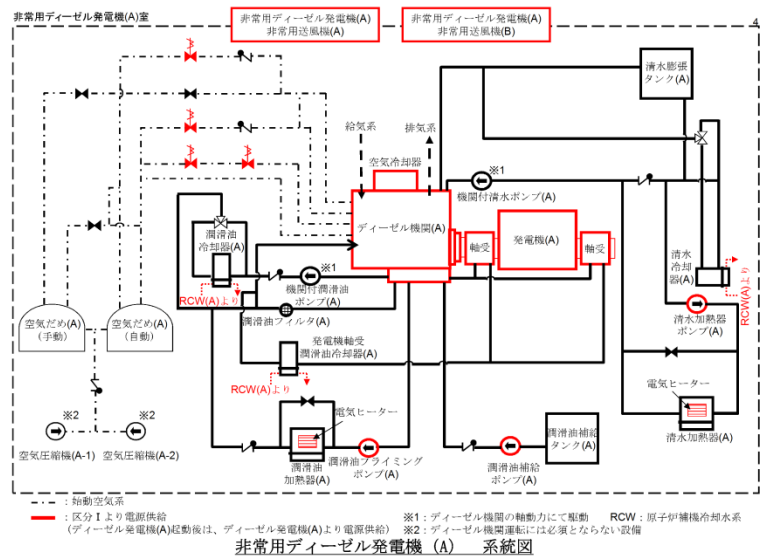 非常用ディーゼル発電機(A)室
非常用ディーゼル発電機(A)
非常用送風機(A)
非常用ディーゼル発電機(A)
非常用送風機(B)
4
清水膨張
タンク(A)
給気系
排気系
空気冷却器
※1
機関付清水ポンプ(A)
ディーゼル機関(A)
発電機(A)
軸受
軸受
潤滑油
冷却器(A)
※1
機関付潤滑油
ポンプ(A)
RCW(A)より
潤滑油フィルタ(A)
清水
冷却
器(A)
RCW(A)より
清水加熱器
ポンプ(A)
空気だめ(A)
(手動)
空気だめ(A)
(自動)
発電機軸受
潤滑油冷却器(A)
RCW(A)より
※2
※2
空気圧縮機(A-1)
空気圧縮機(A-2)
電気ヒーター
潤滑油
加熱器(A)
潤滑油プライミング
ポンプ(A)
潤滑油補給
ポンプ(A)
潤滑油補給
タンク(A)
電気ヒーター
清水加熱器(A)
：始動空気系
：区分Ⅰより電源供給
(ディーゼル発電機(A)起動後は、ディーゼル発電機(A)より電源供給)
※1：ディーゼル機関の軸動力にて駆動
RCW：原子炉補機冷却水系
※2：ディーゼル機関運転には必須とならない設備
非常用ディーゼル発電機（A） 系統図